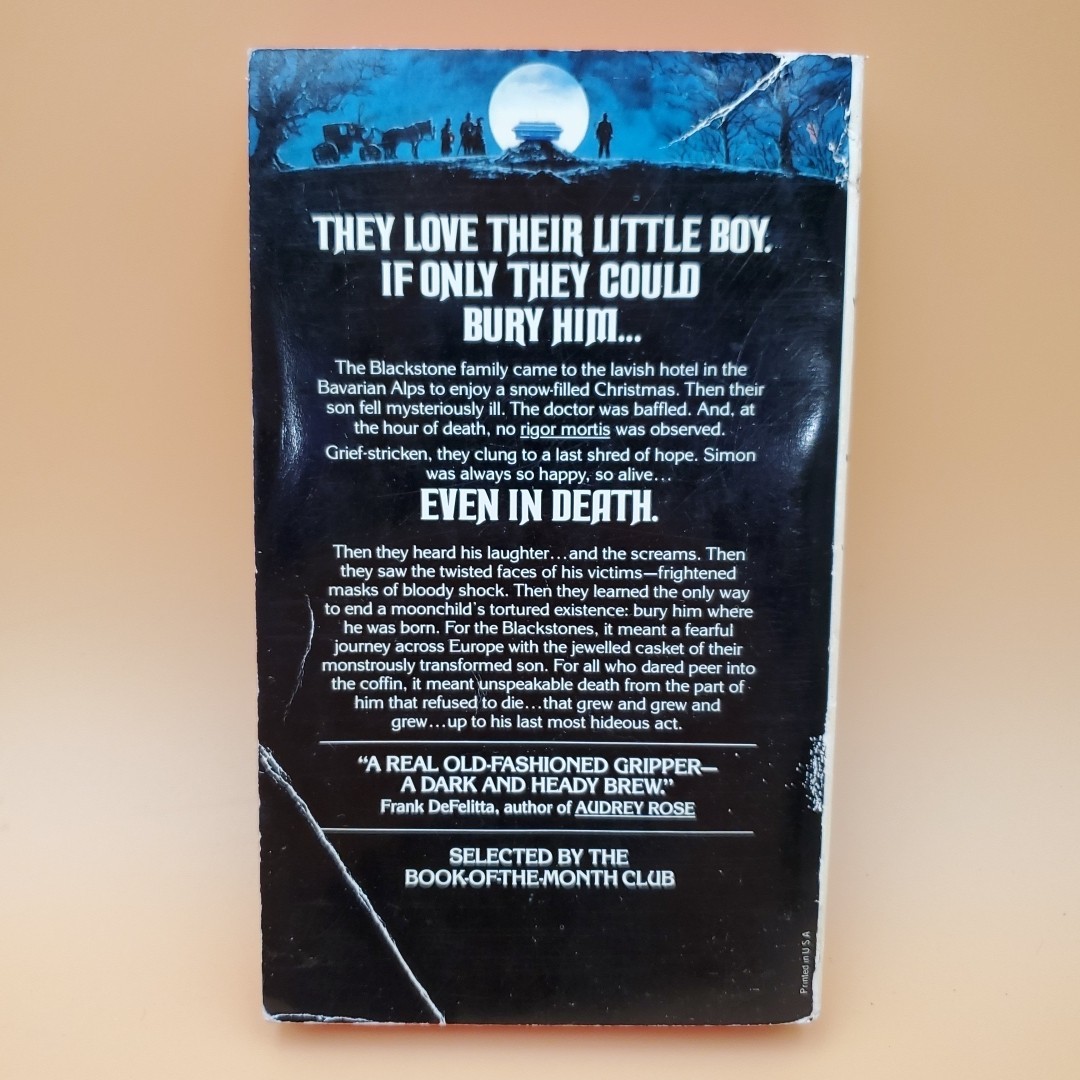 THEY LOVE THEIR LITTLE BOY.
IF ONLY THEY COULD
BURY HIM...
The Blackstone family came to the lavish hotel in the
Bavarian Alps to enjoy a snow-filled Christmas. Then their
son fell mysteriously ill. The doctor was baffled. And, at
the hour of death, no rigor mortis was observed.
Grief-stricken, they clung to a last shred of hope. Simon
was always so happy, so alive...
EVEN IN DEATH.
Then they heard his laughter...and the screams. Then
they saw the twisted faces of his victims—frightened
masks of bloody shock. Then they learned the only way
to end a moonchild's tortured existence: bury him where
he was born. For the Blackstones, it meant a fearful
journey across Europe with the jewelled casket of their
monstrously transformed son. For all who dared peer into
the coffin, it meant unspeakable death from the part of
him that refused to die...that grew and grew and
grew...up to his last most hideous act.
"A REAL OLD-FASHIONED GRIPPER—
A DARK AND HEADY BREW."
Frank DeFelitta, author of AUDREY ROSE
SELECTED BY THE
BOOK-OF-THE-MONTH CLUB
Printed in U S A